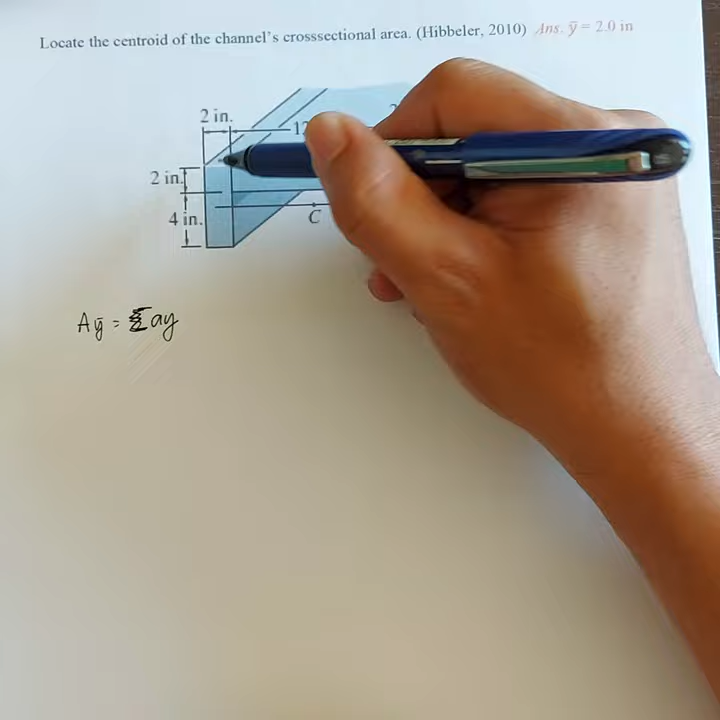 Locate the centroid of the channel's crosssectional area. (Hibbeler, 2010) Ans. ȳ = 2.0 in
2 in.
2 in.
4 in.
C
Aȳ = Σay